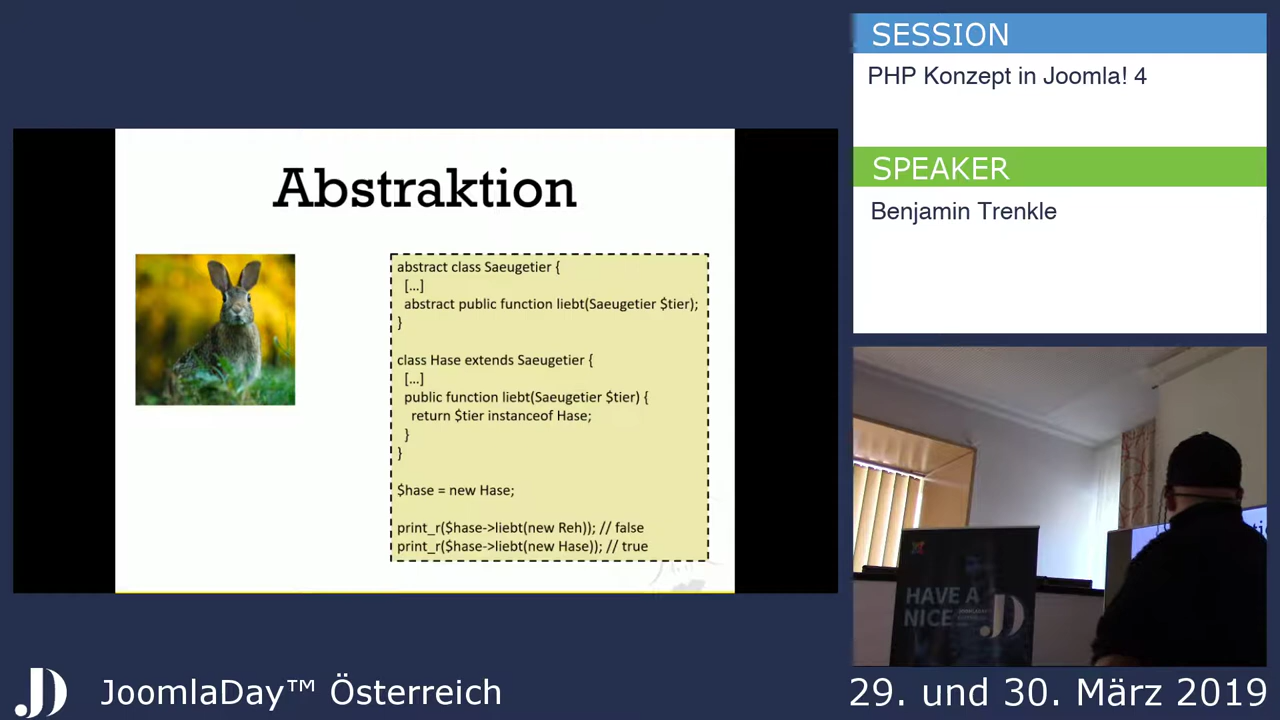 SESSION
PHP Konzept in Joomla! 4
SPEAKER
Benjamin Trenkle
Abstraktion
abstract class Saeugetier {
[...]
abstract public function liebt(Saeugetier $tier);
}
class Hase extends Saeugetier {
[...]
public function liebt(Saeugetier $tier) {
return $tier instanceof Hase;
}
}
$hase = new Hase;
print_r($hase->liebt(new Reh)); // false
print_r($hase->liebt(new Hase)); // true
HAVE A
NICE JD
JD JoomlaDay™ Österreich
29. und 30. März 2019